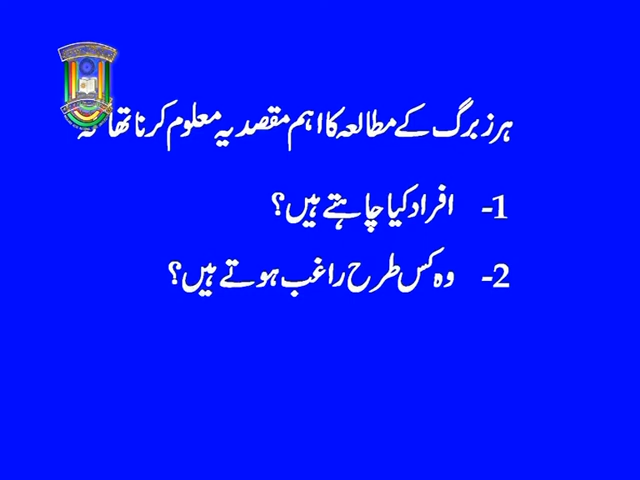 ہرزبرگ کے مطالعہ کا اہم مقصد یہ معلوم کرنا تھا کہ
1- افراد کیا چاہتے ہیں؟
2- وہ کس طرح راغب ہوتے ہیں؟